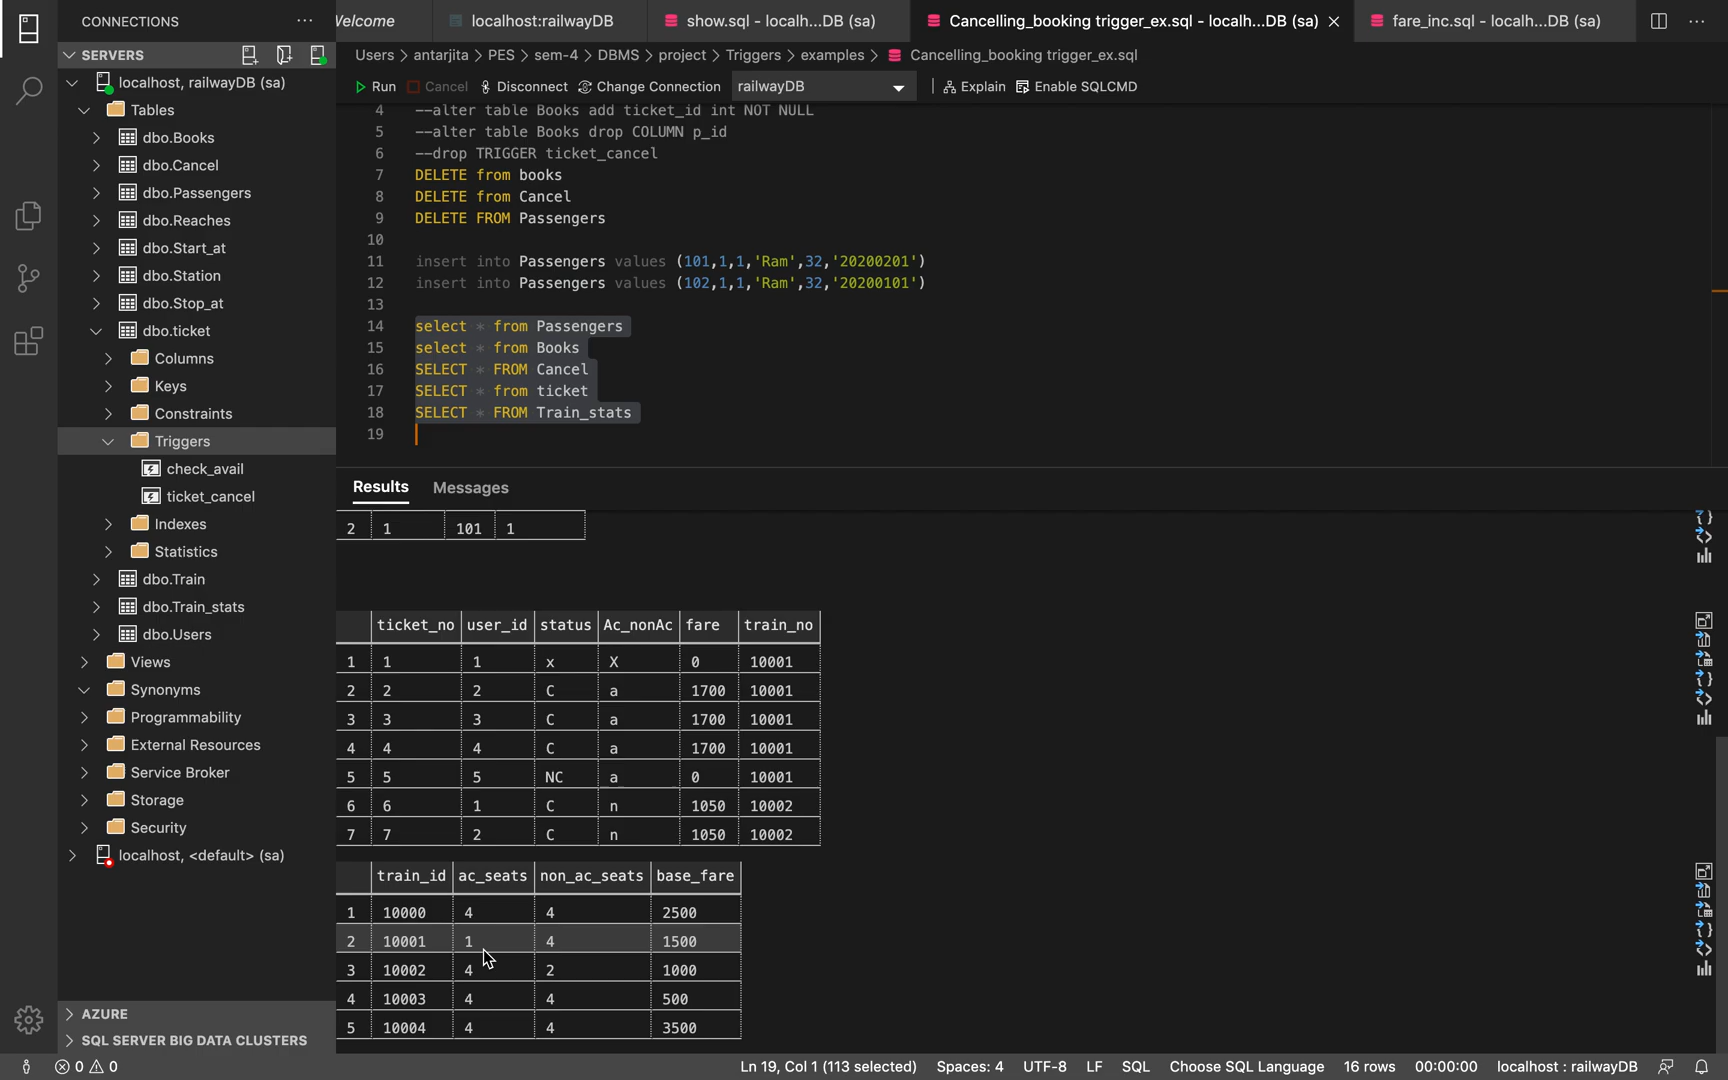 CONNECTIONS ...
Welcome
localhost:railwayDB
show.sql - localh...DB (sa)
Cancelling_booking trigger_ex.sql - localh...DB (sa)
fare_inc.sql - localh...DB (sa)
SERVERS
Users > antarjita > PES > sem-4 > DBMS > project > Triggers > examples > Cancelling_booking trigger_ex.sql
Run Cancel Disconnect Change Connection railwayDB Explain Enable SQLCMD
localhost, railwayDB (sa)
Tables
dbo.Books
dbo.Cancel
dbo.Passengers
dbo.Reaches
dbo.Start_at
dbo.Station
dbo.Stop_at
dbo.ticket
Columns
Keys
Constraints
Triggers
check_avail
ticket_cancel
Indexes
Statistics
dbo.Train
dbo.Train_stats
dbo.Users
Views
Synonyms
Programmability
External Resources
Service Broker
Storage
Security
localhost, <default> (sa)
AZURE
SQL SERVER BIG DATA CLUSTERS
4 --alter table Books add ticket_id int NOT NULL
5 --alter table Books drop COLUMN p_id
6 --drop TRIGGER ticket_cancel
7 DELETE from books
8 DELETE from Cancel
9 DELETE FROM Passengers
10
11 insert into Passengers values (101,1,1,'Ram',32,'20200201')
12 insert into Passengers values (102,1,1,'Ram',32,'20200101')
13
14 select * from Passengers
15 select * from Books
16 SELECT * FROM Cancel
17 SELECT * from ticket
18 SELECT * FROM Train_stats
19
Results Messages
2 1 101 1
ticket_no user_id status Ac_nonAc fare train_no
1 1 1 x X 0 10001
2 2 2 C a 1700 10001
3 3 3 C a 1700 10001
4 4 4 C a 1700 10001
5 5 5 NC a 0 10001
6 6 1 C n 1050 10002
7 7 2 C n 1050 10002
train_id ac_seats non_ac_seats base_fare
1 10000 4 4 2500
2 10001 1 4 1500
3 10002 4 2 1000
4 10003 4 4 500
5 10004 4 4 3500
0 0 Ln 19, Col 1 (113 selected) Spaces: 4 UTF-8 LF SQL Choose SQL Language 16 rows 00:00:00 localhost : railwayDB